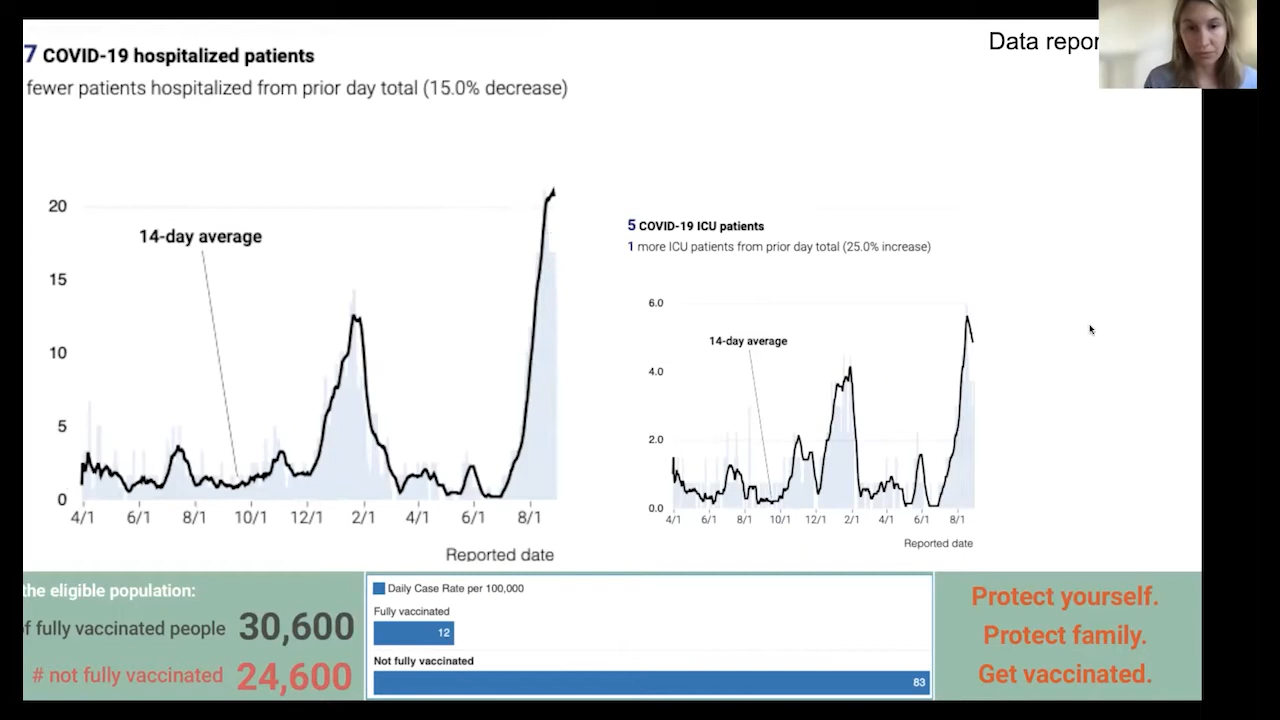 7 COVID-19 hospitalized patients
fewer patients hospitalized from prior day total (15.0% decrease)
Data repor
20
15
10
5
0
14-day average
4/1 6/1 8/1 10/1 12/1 2/1 4/1 6/1 8/1
Reported date
5 COVID-19 ICU patients
1 more ICU patients from prior day total (25.0% increase)
6.0
4.0
2.0
0.0
14-day average
4/1 6/1 8/1 10/1 12/1 2/1 4/1 6/1 8/1
Reported date
the eligible population:
f fully vaccinated people 30,600
# not fully vaccinated 24,600
Daily Case Rate per 100,000
Fully vaccinated
12
Not fully vaccinated
83
Protect yourself.
Protect family.
Get vaccinated.